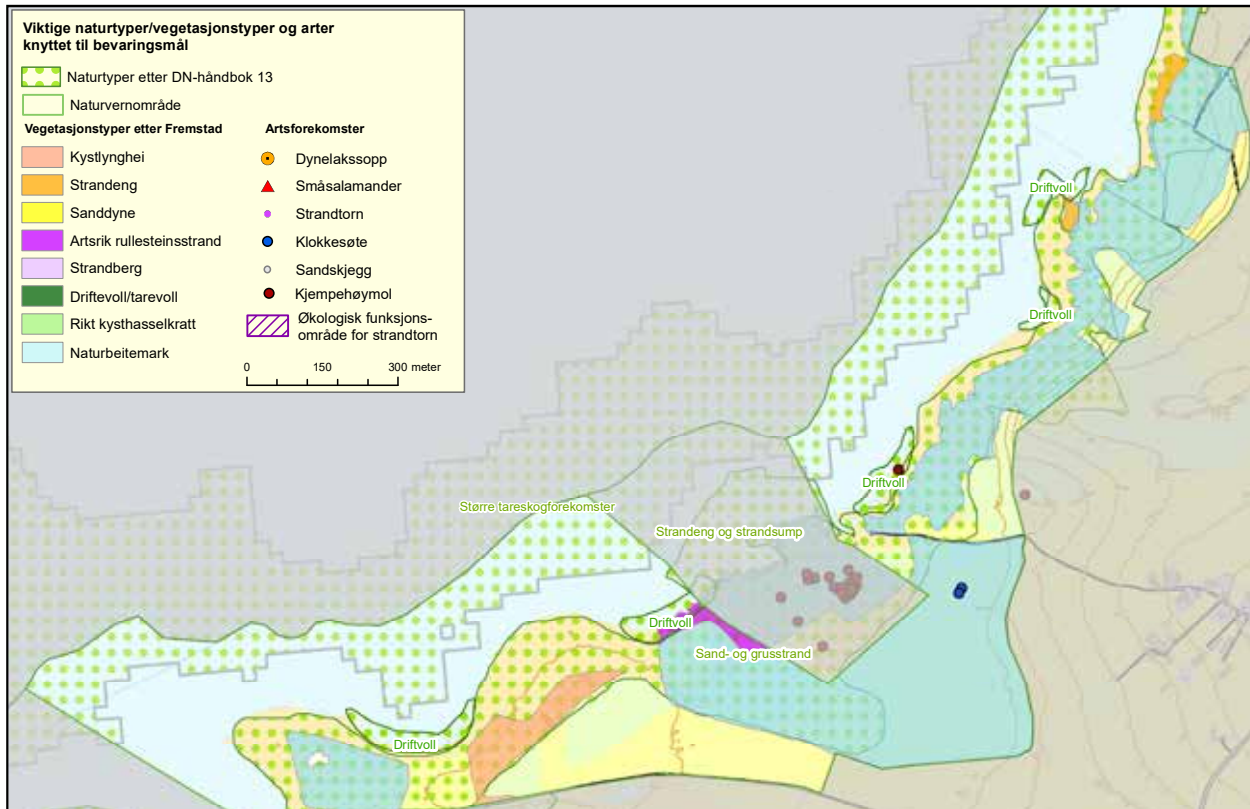 Viktige naturtyper/vegetasjonstyper og arter
knyttet til bevaringsmål
Naturtyper etter DN-håndbok 13
Naturvernområde
Vegetasjonstyper etter Fremstad
Kystlynghei
Strandeng
Sanddyne
Artsrik rullesteinsstrand
Strandberg
Driftevoll/tarevoll
Rikt kysthasselkratt
Naturbeitemark
Artsforekomster
Dynelakssopp
Småsalamander
Strandtorn
Klokkesøte
Sandskjegg
Kjempehøymol
Økologisk funksjons-
område for strandtorn
0 150 300 meter
Driftvoll
Driftvoll
Driftvoll
Større tareskogforekomster
Strandeng og strandsump
Driftvoll
Sand- og grusstrand
Driftvoll